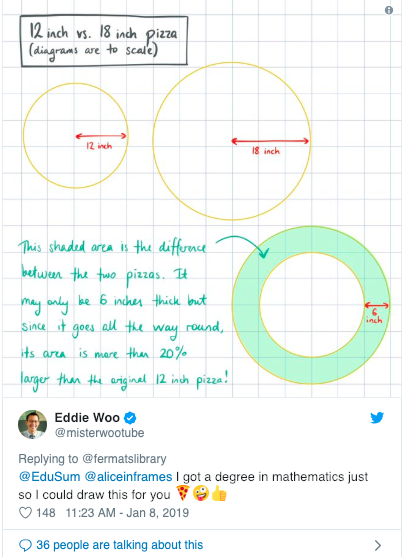 12 inch vs. 18 inch pizza
(diagrams are to scale)
12 inch
18 inch
This shaded area is the difference
between the two pizzas. It
may only be 6 inches thick but
since it goes all the way round,
its area is more than 20%
larger than the original 12 inch pizza!
6
inch
Eddie Woo
@misterwootube
Replying to @fermatslibrary
@EduSum @aliceinframes I got a degree in mathematics just
so I could draw this for you 🍕🤪👍
148 11:23 AM - Jan 8, 2019
36 people are talking about this